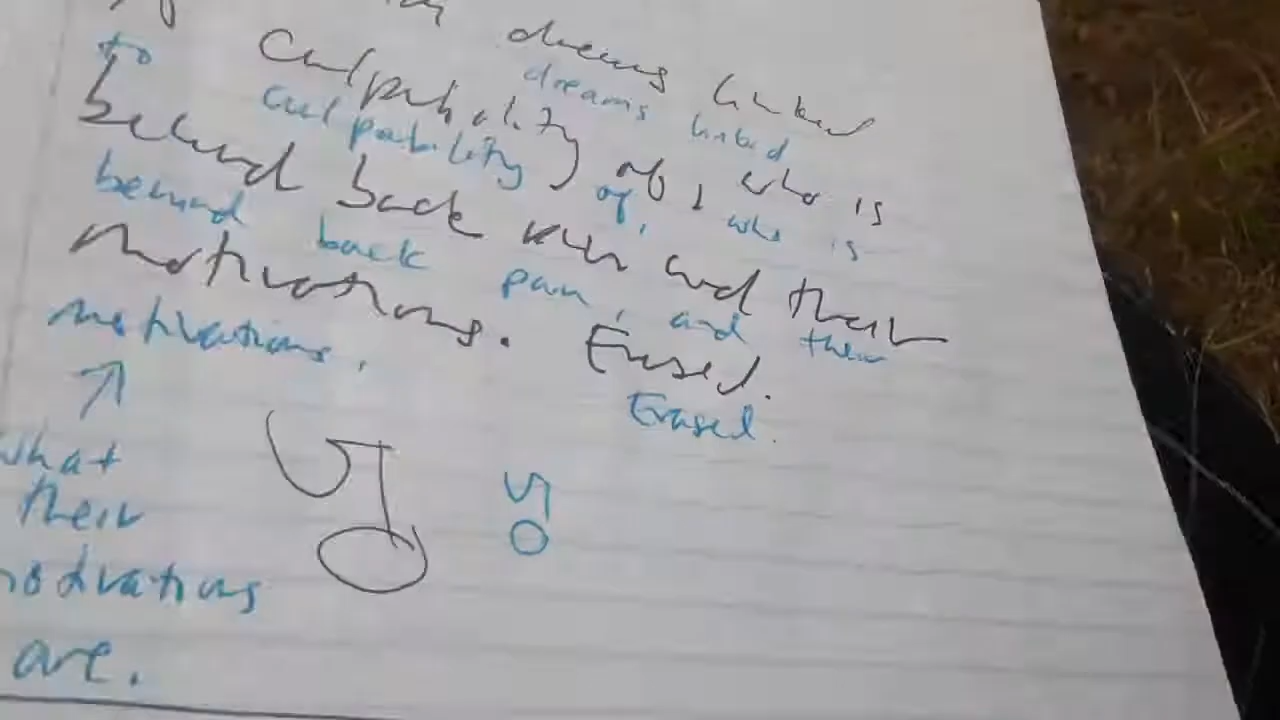 dreams linked
to
dreams linked
culpability, of, who is
culpability, of, who is
behind back and their
behind back pain, and their
motivations. Erased.
motivations. Erased.
what
their
motivations
are.